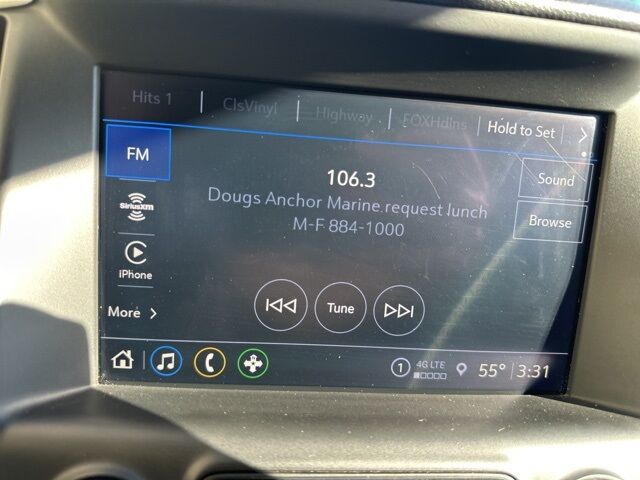 Hits 1 ClsVinyl Highway FOXHdlns Hold to Set
FM
106.3
Sound
Dougs Anchor Marine request lunch
M-F 884-1000
SiriusXM
Browse
iPhone
More
Tune
1 4G LTE 55° 3:31